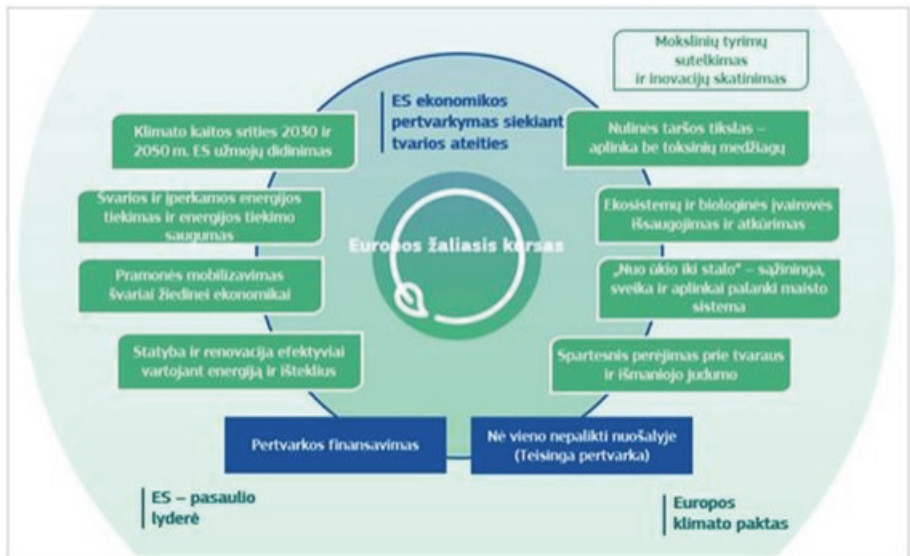 Mokslinių tyrimų
sutelkimas
ir inovacijų skatinimas
ES ekonomikos
pertvarkymas siekiant
tvarios ateities
Klimato kaitos srities 2030 ir
2050 m. ES užmojų didinimas
Nulinės taršos tikslas –
aplinka be toksinių medžiagų
Švarios ir įperkamos energijos
tiekimas ir energijos tiekimo
saugumas
Ekosistemų ir biologinės įvairovės
išsaugojimas ir atkūrimas
Europos žaliasis kursas
Pramonės mobilizavimas
švariai žiedinei ekonomikai
„Nuo ūkio iki stalo“ – sąžininga,
sveika ir aplinkai palanki maisto
sistema
Statyba ir renovacija efektyviai
vartojant energiją ir išteklius
Spartesnis perėjimas prie tvaraus
ir išmaniojo judumo
Pertvarkos finansavimas
Nė vieno nepalikti nuošalyje
(Teisinga pertvarka)
ES – pasaulio
lyderė
Europos
klimato paktas